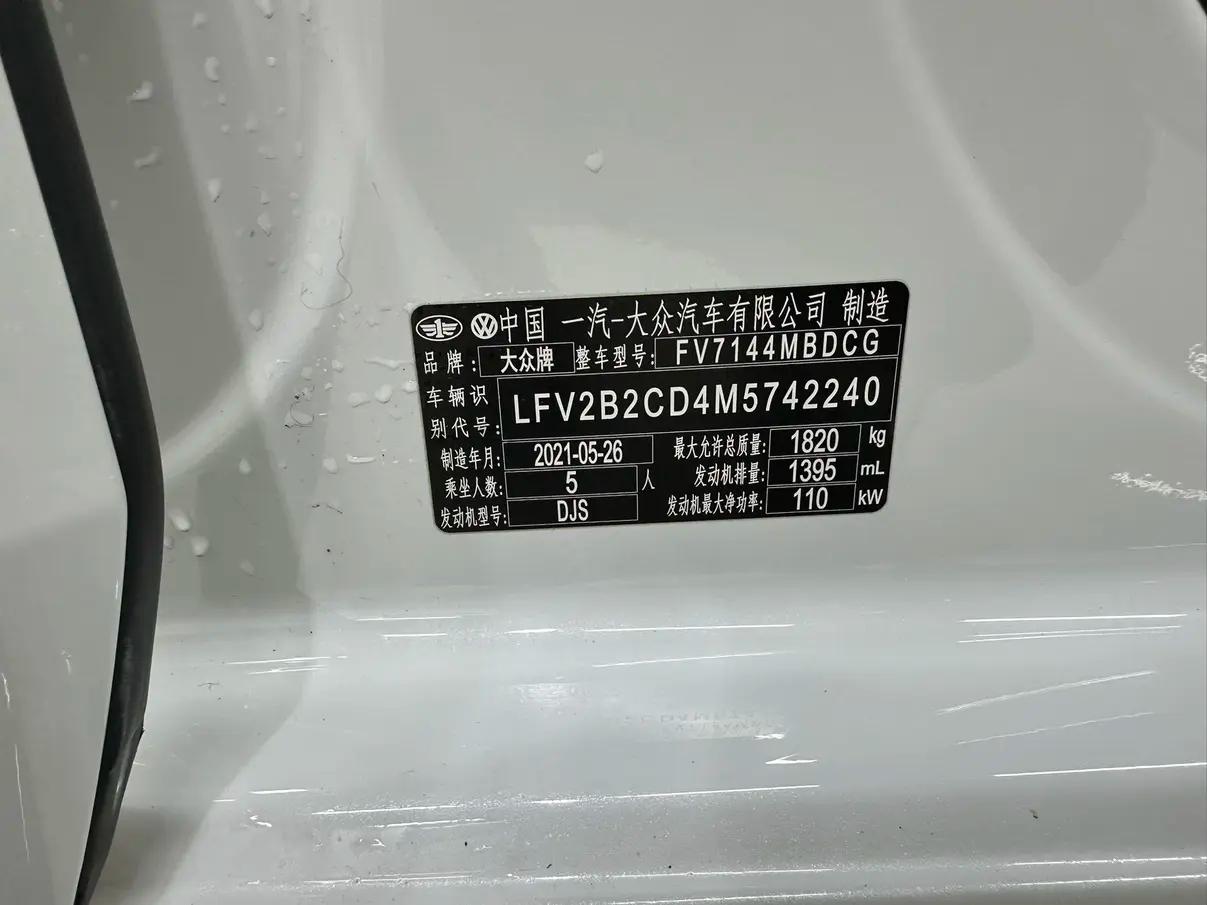 中国 一汽-大众汽车有限公司 制造
品牌: 大众牌 整车型号: FV7144MBDCG
车辆识别代号: LFV2B2CD4M5742240
制造年月: 2021-05-26 最大允许总质量: 1820 kg
乘坐人数: 5 人 发动机排量: 1395 mL
发动机型号: DJS 发动机最大净功率: 110 kW